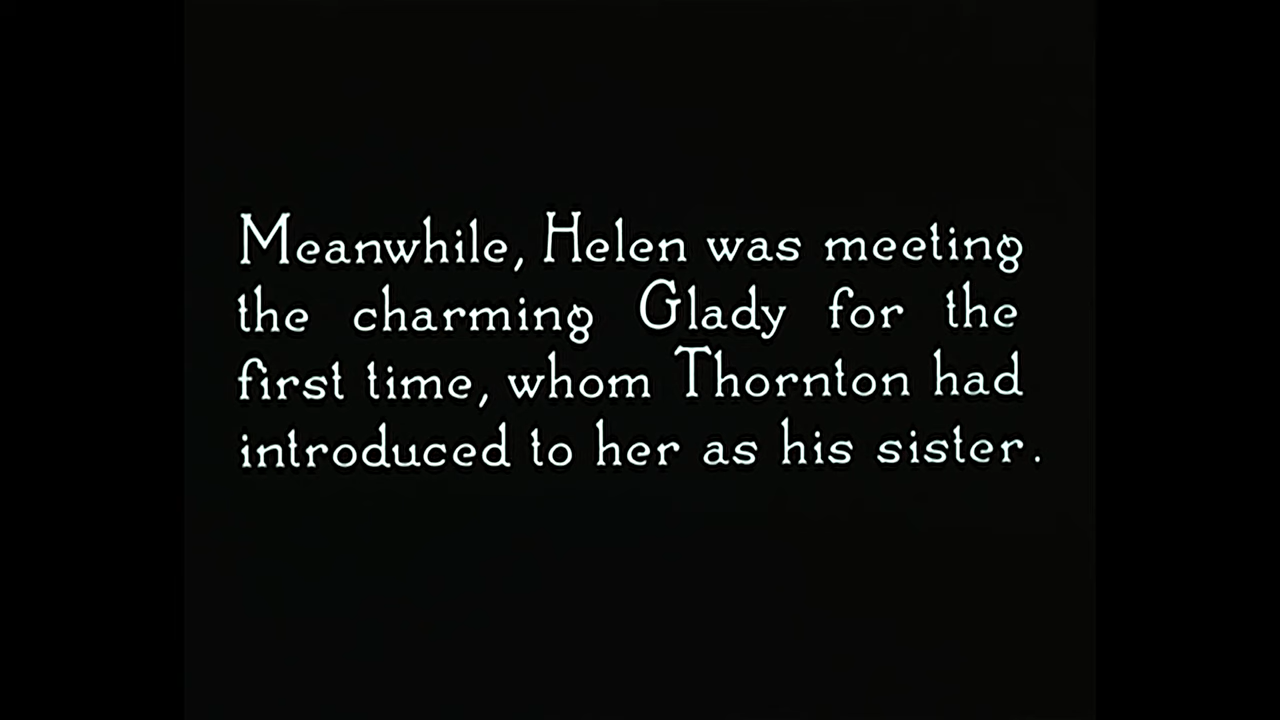 Meanwhile, Helen was meeting
the charming Glady for the
first time, whom Thornton had
introduced to her as his sister.